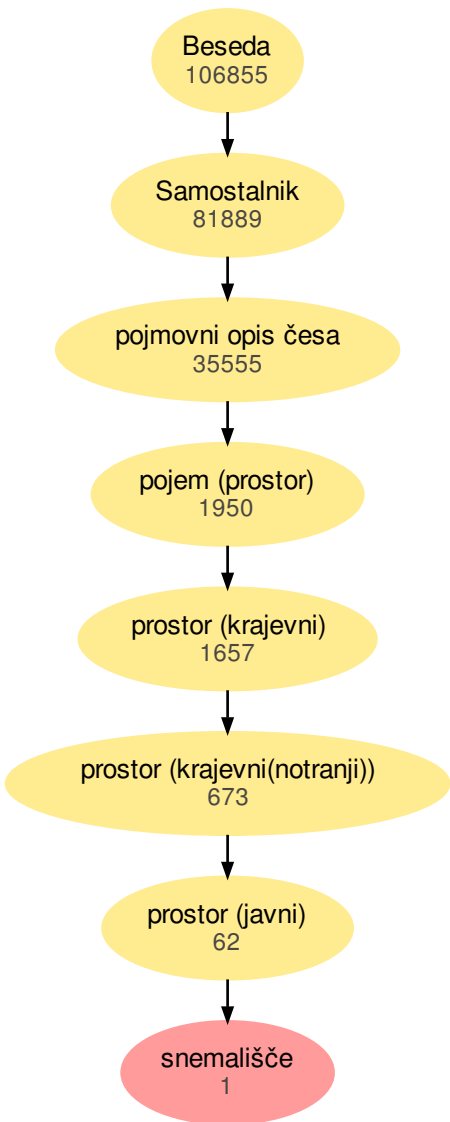 Beseda
106855
Samostalnik
81889
pojmovni opis česa
35555
pojem (prostor)
1950
prostor (krajevni)
1657
prostor (krajevni(notranji))
673
prostor (javni)
62
snemališče
1